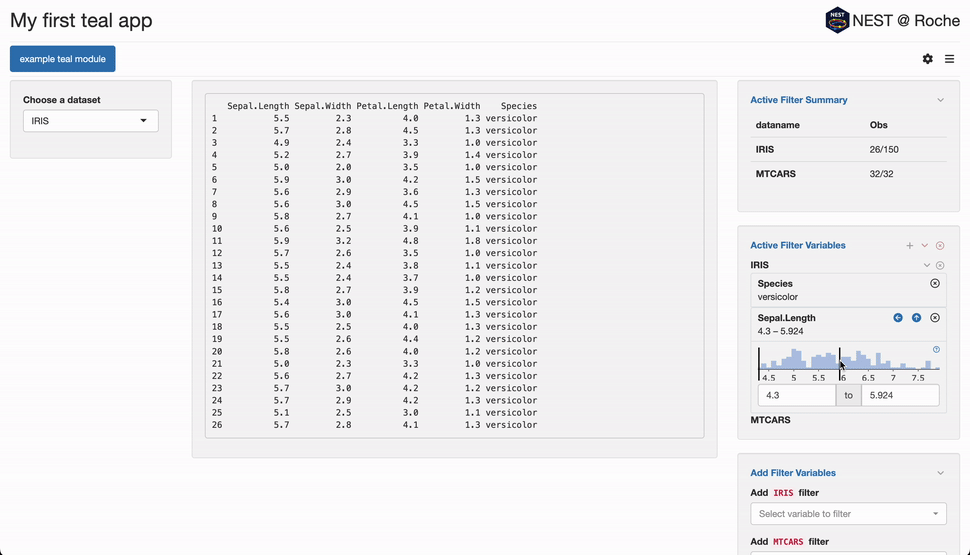 My first teal app
NEST
NEST @ Roche
example teal module
Choose a dataset
IRIS
Sepal.Length Sepal.Width Petal.Length Petal.Width Species
1 5.5 2.3 4.0 1.3 versicolor
2 5.7 2.8 4.5 1.3 versicolor
3 4.9 2.4 3.3 1.0 versicolor
4 5.2 2.7 3.9 1.4 versicolor
5 5.0 2.0 3.5 1.0 versicolor
6 5.9 3.0 4.2 1.5 versicolor
7 5.6 2.9 3.6 1.3 versicolor
8 5.6 3.0 4.5 1.5 versicolor
9 5.8 2.7 4.1 1.0 versicolor
10 5.6 2.5 3.9 1.1 versicolor
11 5.9 3.2 4.8 1.8 versicolor
12 5.7 2.6 3.5 1.0 versicolor
13 5.5 2.4 3.8 1.1 versicolor
14 5.5 2.4 3.7 1.0 versicolor
15 5.8 2.7 3.9 1.2 versicolor
16 5.4 3.0 4.5 1.5 versicolor
17 5.6 3.0 4.1 1.3 versicolor
18 5.5 2.5 4.0 1.3 versicolor
19 5.5 2.6 4.4 1.2 versicolor
20 5.8 2.6 4.0 1.2 versicolor
21 5.0 2.3 3.3 1.0 versicolor
22 5.6 2.7 4.2 1.3 versicolor
23 5.7 3.0 4.2 1.2 versicolor
24 5.7 2.9 4.2 1.3 versicolor
25 5.1 2.5 3.0 1.1 versicolor
26 5.7 2.8 4.1 1.3 versicolor
Active Filter Summary
dataname Obs
IRIS 26/150
MTCARS 32/32
Active Filter Variables
IRIS
Species
versicolor
Sepal.Length
4.3 – 5.924
4.5 5 5.5 6 6.5 7 7.5
4.3 to 5.924
MTCARS
Add Filter Variables
Add IRIS filter
Select variable to filter
Add MTCARS filter